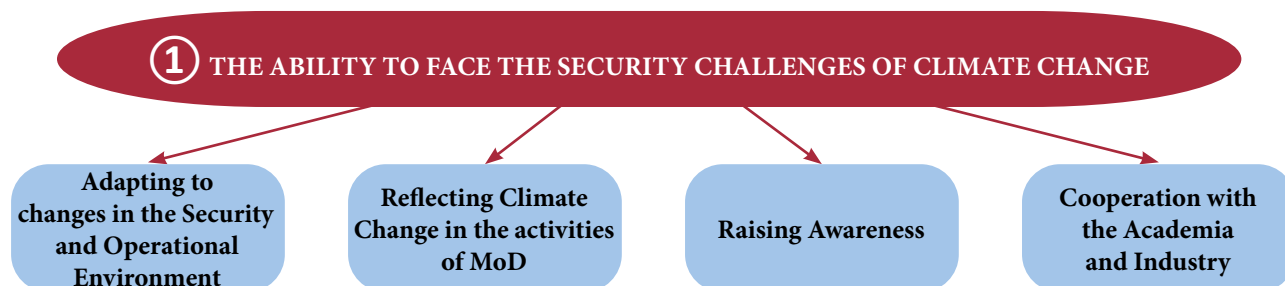 ① THE ABILITY TO FACE THE SECURITY CHALLENGES OF CLIMATE CHANGE
Adapting to
changes in the Security
and Operational
Environment
Reflecting Climate
Change in the activities
of MoD
Raising Awareness
Cooperation with
the Academia
and Industry